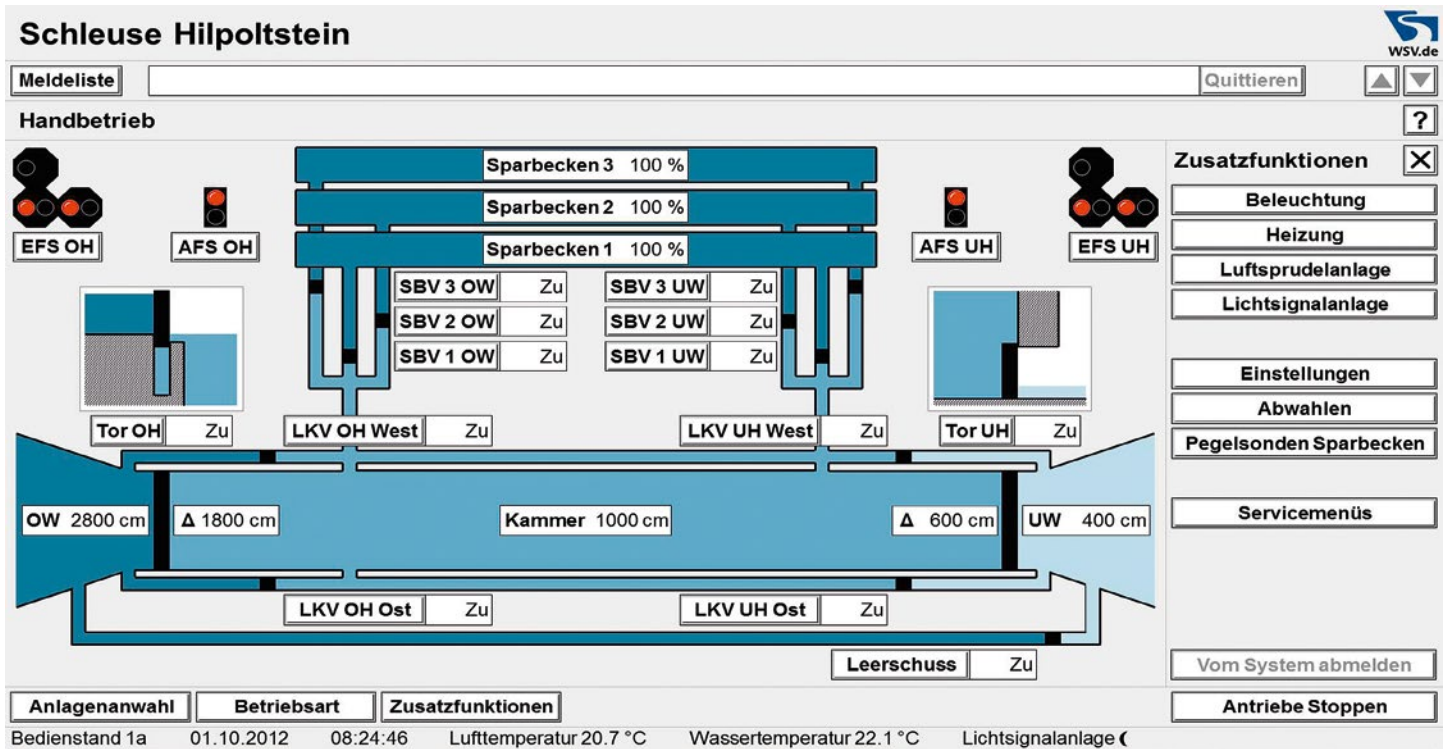 Schleuse Hilpoltstein
WSV.de
Meldeliste Quittieren
Handbetrieb ?
Sparbecken 3 100 %
Sparbecken 2 100 %
Sparbecken 1 100 %
EFS OH AFS OH AFS UH EFS UH
SBV 3 OW Zu SBV 3 UW Zu
SBV 2 OW Zu SBV 2 UW Zu
SBV 1 OW Zu SBV 1 UW Zu
Tor OH Zu LKV OH West Zu LKV UH West Zu Tor UH Zu
OW 2800 cm Δ 1800 cm Kammer 1000 cm Δ 600 cm UW 400 cm
LKV OH Ost Zu LKV UH Ost Zu
Leerschuss Zu
Zusatzfunktionen
Beleuchtung
Heizung
Luftsprudelanlage
Lichtsignalanlage
Einstellungen
Abwahlen
Pegelsonden Sparbecken
Servicemenüs
Vom System abmelden
Anlagenanwahl Betriebsart Zusatzfunktionen Antriebe Stoppen
Bedienstand 1a 01.10.2012 08:24:46 Lufttemperatur 20.7 °C Wassertemperatur 22.1 °C Lichtsignalanlage